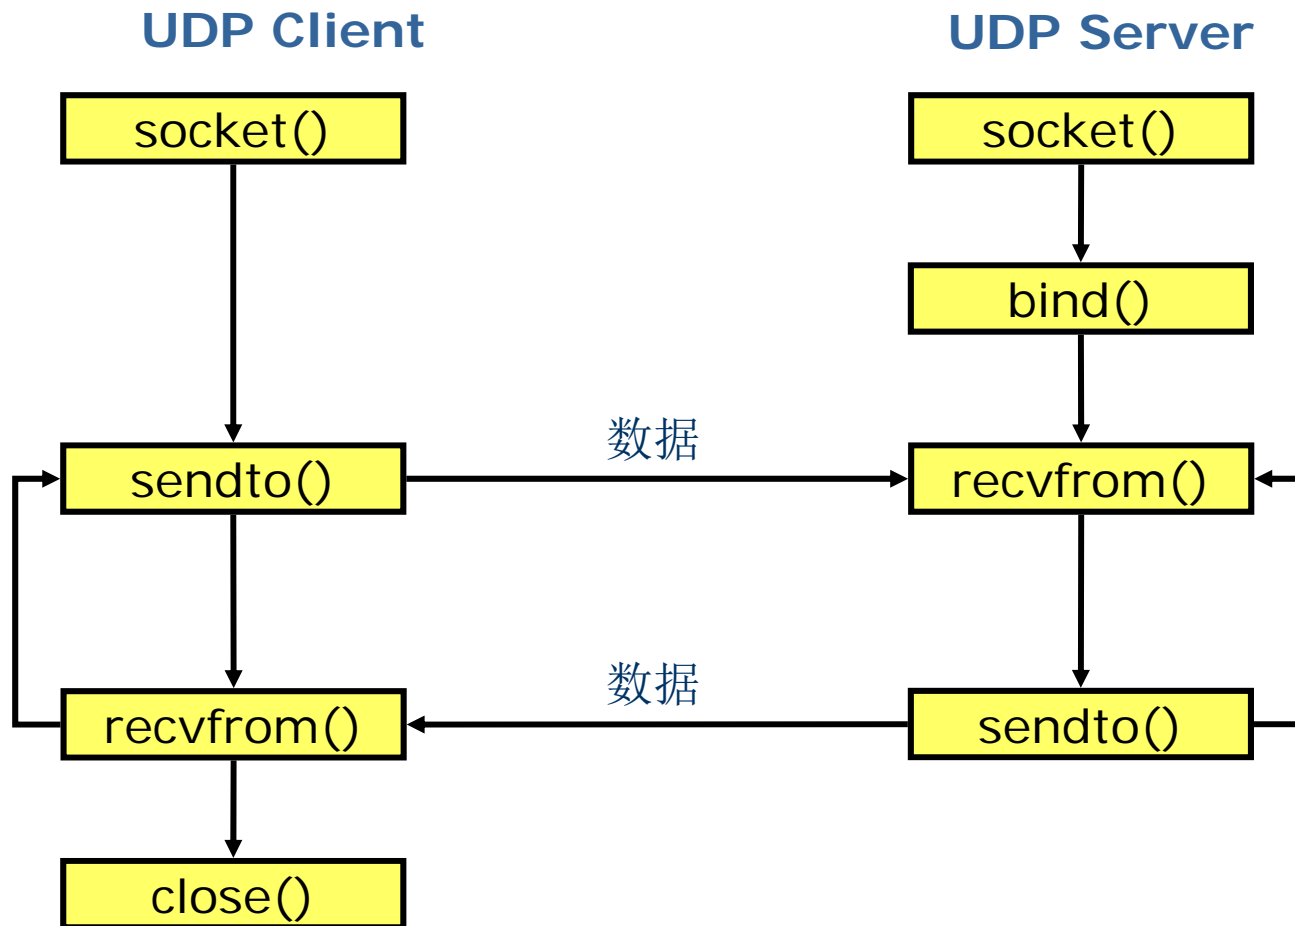 UDP Client
UDP Server
socket()
socket()
bind()
数据
sendto()
recvfrom()
数据
recvfrom()
sendto()
close()